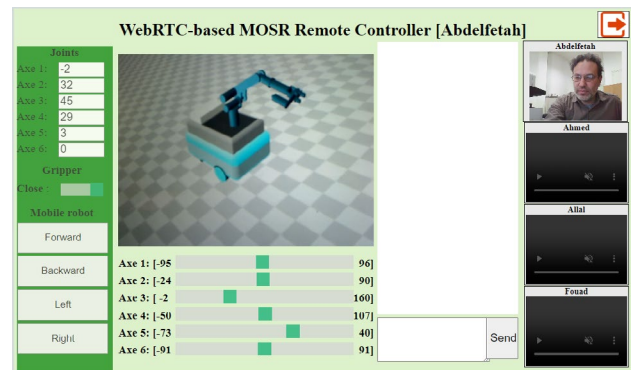 WebRTC-based MOSR Remote Controller [Abdelfetah]
Joints
Axe 1: -2
Axe 2: 32
Axe 3: 45
Axe 4: 29
Axe 5: 3
Axe 6: 0
Gripper
Close :
Mobile robot
Forward
Backward
Left
Right
Axe 1: [-95 96]
Axe 2: [-24 90]
Axe 3: [ -2 160]
Axe 4: [-50 107]
Axe 5: [-73 40]
Axe 6: [-91 91]
Send
Abdelfetah
Ahmed
Allal
Fouad